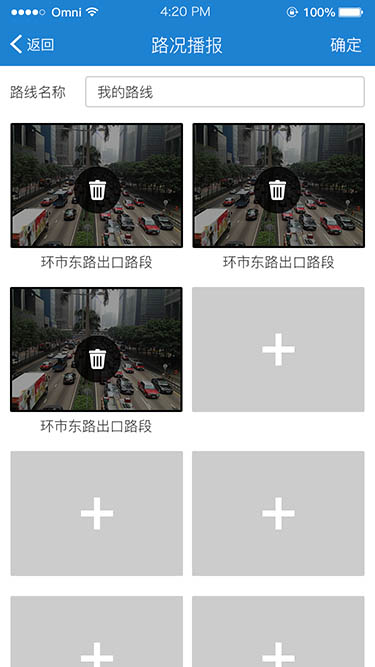 Omni 4:20 PM 100%
返回 路况播报 确定
路线名称 我的路线
环市东路出口路段 环市东路出口路段
环市东路出口路段